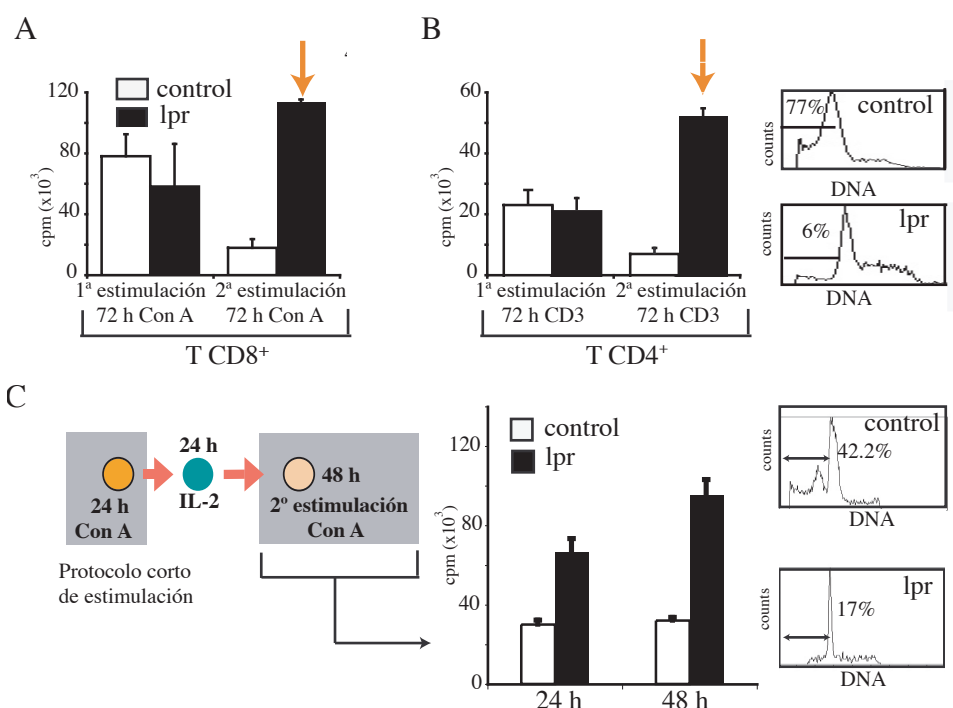 A
120
80
40
0
cpm (x10³)
control
lpr
1ª estimulación
72 h Con A
2ª estimulación
72 h Con A
T CD8⁺
B
60
40
20
0
cpm (x10³)
1ª estimulación
72 h CD3
2ª estimulación
72 h CD3
T CD4⁺
77%
control
counts
DNA
6%
lpr
counts
DNA
C
24 h
Con A
24 h
IL-2
48 h
2º estimulación
Con A
Protocolo corto
de estimulación
120
80
40
0
cpm (x10³)
control
lpr
24 h
48 h
control
42.2%
counts
DNA
lpr
17%
counts
DNA